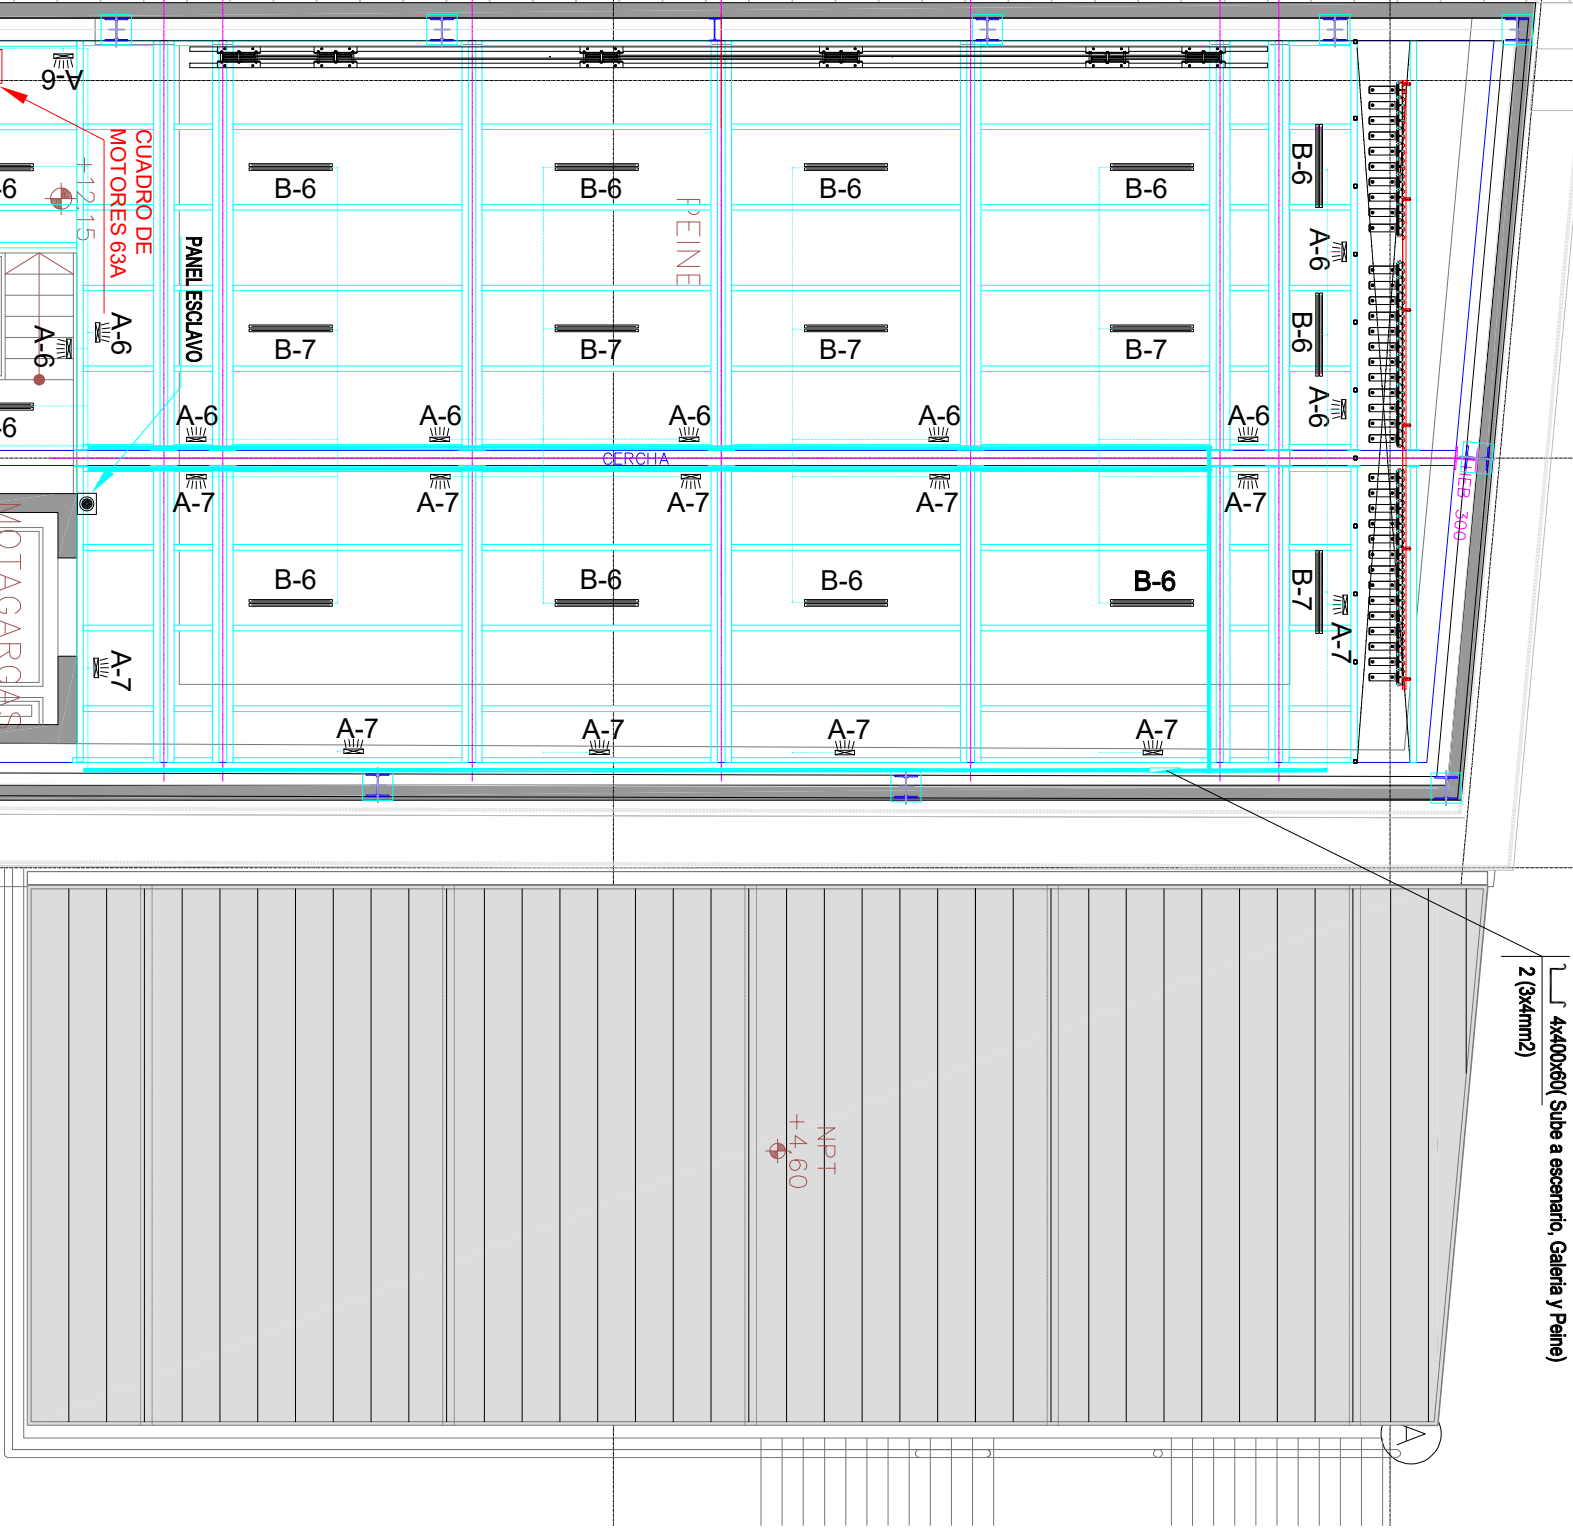 A-6
CUADRO DE
MOTORES 63A
+12,15
-6
B-6
B-6
B-6
B-6
B-6
PEINE
A-6
PANEL ESCLAVO
A-6
A-6
B-7
B-7
B-7
B-7
B-6
-6
A-6
A-6
A-6
A-6
A-6
A-6
CERCHA
HEB 300
A-7
A-7
A-7
A-7
A-7
MOTAGARGAS
B-6
B-6
B-6
B-6
B-7
A-7
A-7
A-7
A-7
A-7
A-7
4x400x60( Sube a escenario, Galeria y Peine)
2 (3x4mm2)
NPT
+4,60
A